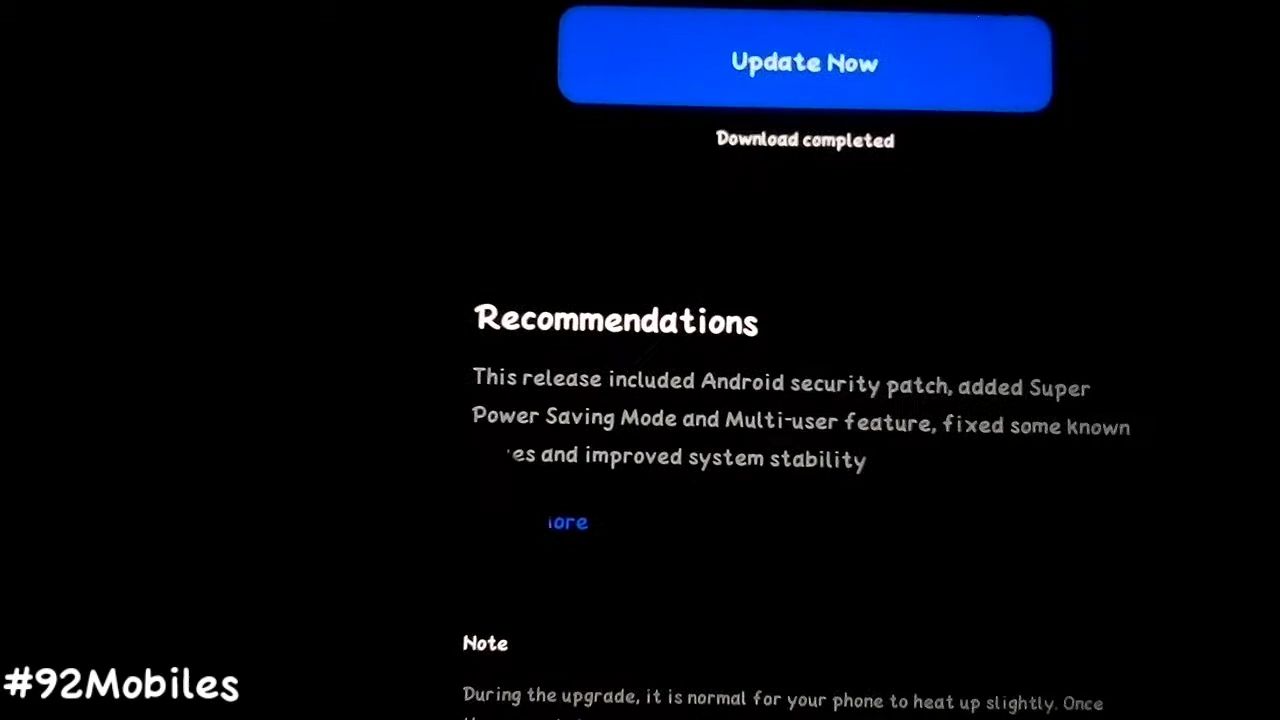 Update Now
Download completed
Recommendations
This release included Android security patch, added Super
Power Saving Mode and Multi-user feature, fixed some known
es and improved system stability
ore
Note
During the upgrade, it is normal for your phone to heat up slightly. Once
#92Mobiles